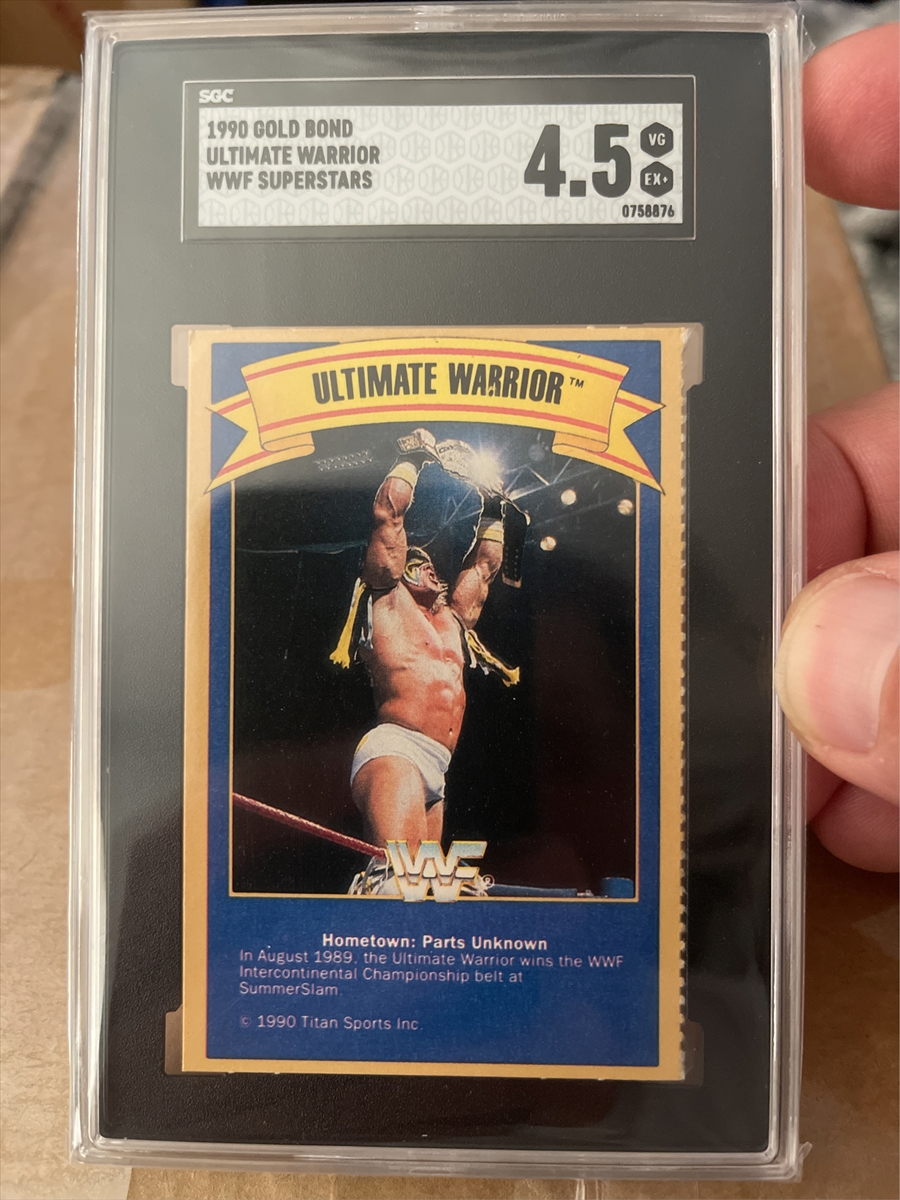 SGC
1990 GOLD BOND
ULTIMATE WARRIOR
WWF SUPERSTARS
4.5
VG
EX+
0758876
ULTIMATE WARRIOR™
WF®
Hometown: Parts Unknown
In August 1989, the Ultimate Warrior wins the WWF
Intercontinental Championship belt at
SummerSlam.
© 1990 Titan Sports Inc.